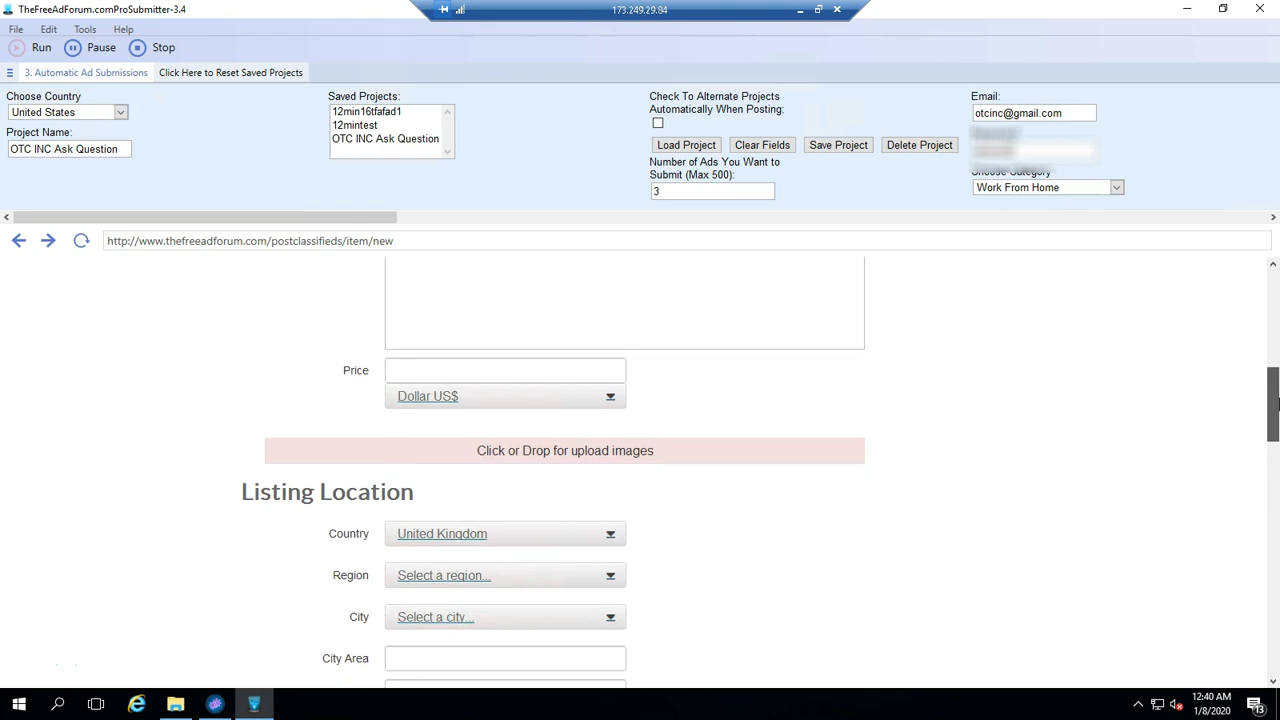 TheFreeAdForum.comProSubmitter-3.4
173.249.29.84
File Edit Tools Help
Run Pause Stop
3. Automatic Ad Submissions Click Here to Reset Saved Projects
Choose Country
United States
Project Name:
OTC INC Ask Question
Saved Projects:
12min16tfafad1
12mintest
OTC INC Ask Question
Check To Alternate Projects
Automatically When Posting:
Load Project Clear Fields Save Project Delete Project
Number of Ads You Want to
Submit (Max 500):
3
Email:
otcinc@gmail.com
Choose Category
Work From Home
http://www.thefreeadforum.com/postclassifieds/item/new
Price
Dollar US$
Click or Drop for upload images
Listing Location
Country United Kingdom
Region Select a region...
City Select a city...
City Area
12:40 AM
1/8/2020
13